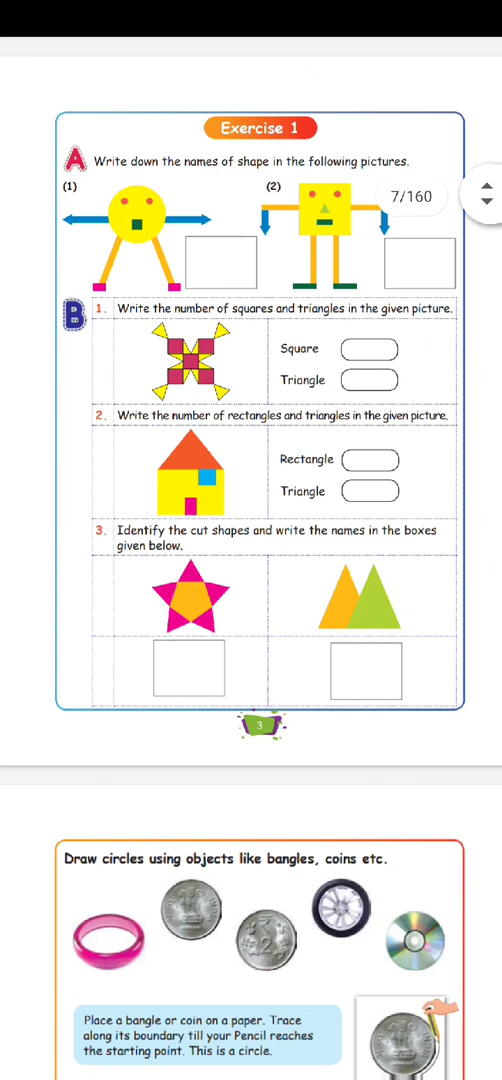 Exercise 1
A Write down the names of shape in the following pictures.
(1)
(2)
7/160
B 1. Write the number of squares and triangles in the given picture.
Square
Triangle
2. Write the number of rectangles and triangles in the given picture.
Rectangle
Triangle
3. Identify the cut shapes and write the names in the boxes
given below.
3
Draw circles using objects like bangles, coins etc.
2
Place a bangle or coin on a paper. Trace
along its boundary till your Pencil reaches
the starting point. This is a circle.